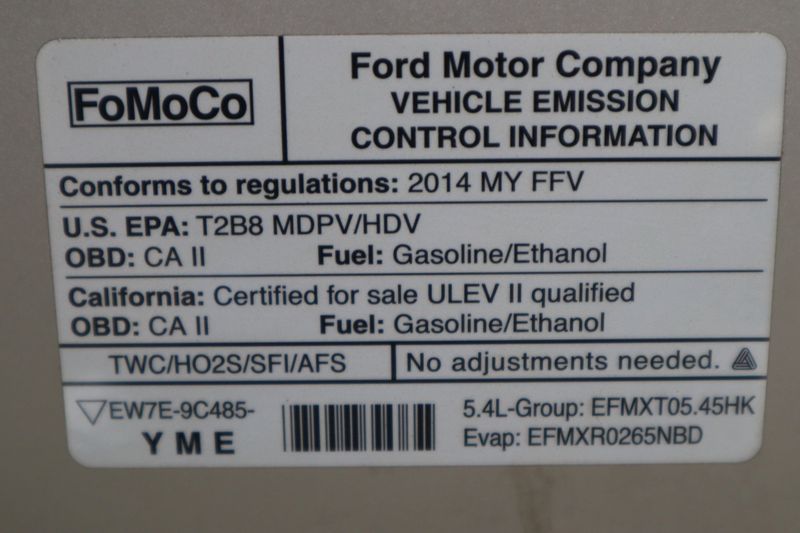 FoMoCo
Ford Motor Company
VEHICLE EMISSION
CONTROL INFORMATION
Conforms to regulations: 2014 MY FFV
U.S. EPA: T2B8 MDPV/HDV
OBD: CA II Fuel: Gasoline/Ethanol
California: Certified for sale ULEV II qualified
OBD: CA II Fuel: Gasoline/Ethanol
TWC/HO2S/SFI/AFS No adjustments needed.
EW7E-9C485-
YME
5.4L-Group: EFMXT05.45HK
Evap: EFMXR0265NBD